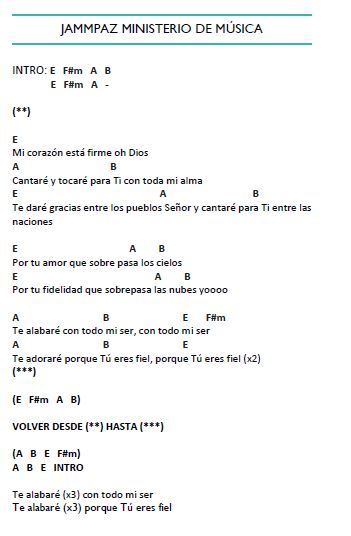 JAMMPAZ MINISTERIO DE MÚSICA
INTRO: E F#m A B
E F#m A -
(**)
E
Mi corazón está firme oh Dios
A B
Cantaré y tocaré para Ti con toda mi alma
E A B
Te daré gracias entre los pueblos Señor y cantaré para Ti entre las
naciones
E A B
Por tu amor que sobre pasa los cielos
E A B
Por tu fidelidad que sobrepasa las nubes yoooo
A B E F#m
Te alabaré con todo mi ser, con todo mi ser
A B E
Te adoraré porque Tú eres fiel, porque Tú eres fiel (x2)
(***)
(E F#m A B)
VOLVER DESDE (**) HASTA (***)
(A B E F#m)
A B E INTRO
Te alabaré (x3) con todo mi ser
Te alabaré (x3) porque Tú eres fiel